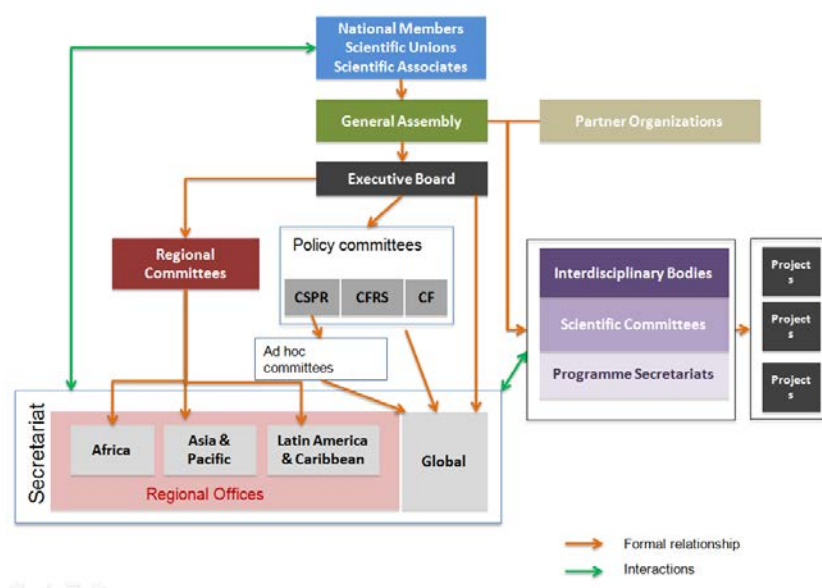 National Members
Scientific Unions
Scientific Associates
General Assembly
Partner Organizations
Executive Board
Policy committees
Regional
Committees
CSPR
CFRS
CF
Ad hoc
committees
Interdisciplinary Bodies
Scientific Committees
Programme Secretariats
Project
s
Project
s
Project
s
Secretariat
Africa
Asia &
Pacific
Latin America
& Caribbean
Global
Regional Offices
Formal relationship
Interactions